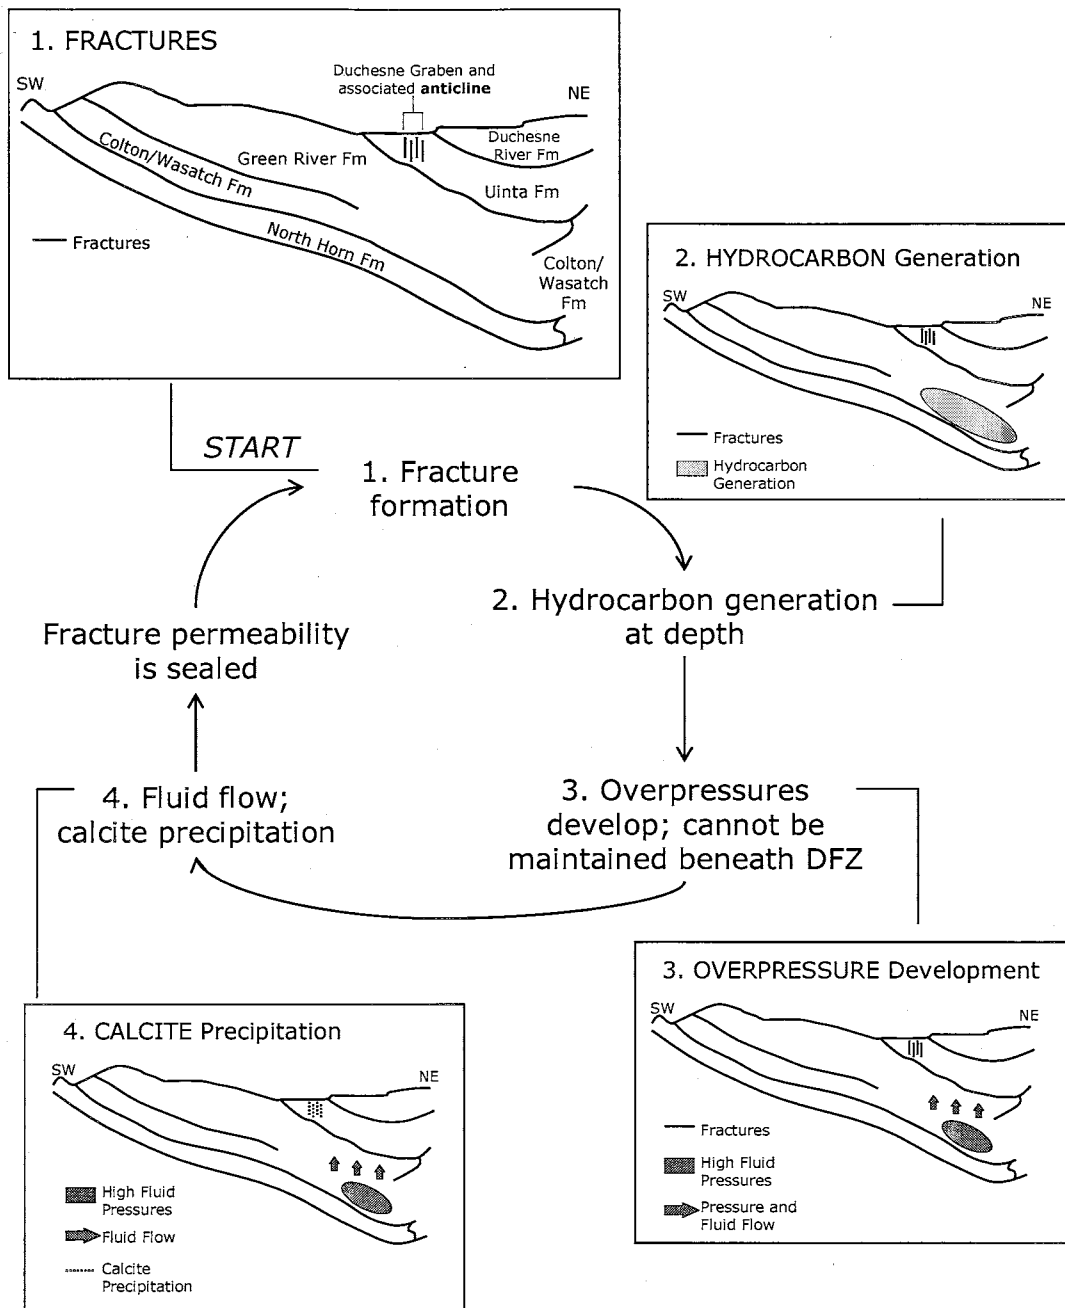 1. FRACTURES
SW
Duchesne Graben and
associated anticline
NE
Duchesne
River Fm
Colton/Wasatch Fm
Green River Fm
Uinta Fm
North Horn Fm
Fractures
Colton/
Wasatch
Fm
2. HYDROCARBON Generation
SW
NE
Fractures
Hydrocarbon
Generation
START
1. Fracture
formation
2. Hydrocarbon generation
at depth
Fracture permeability
is sealed
3. Overpressures
develop; cannot be
maintained beneath DFZ
4. Fluid flow;
calcite precipitation
3. OVERPRESSURE Development
SW
NE
Fractures
High Fluid
Pressures
Pressure and
Fluid Flow
4. CALCITE Precipitation
SW
NE
High Fluid
Pressures
Fluid Flow
Calcite
Precipitation